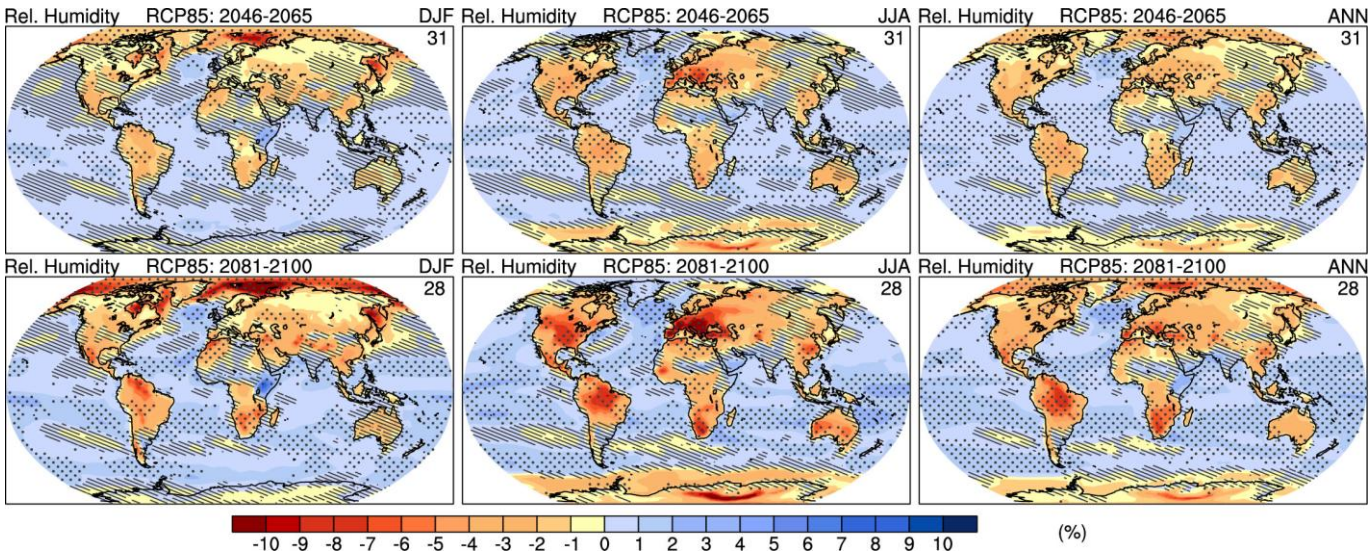 Rel. Humidity RCP85: 2046-2065 DJF
31
Rel. Humidity RCP85: 2046-2065 JJA
31
Rel. Humidity RCP85: 2046-2065 ANN
31
Rel. Humidity RCP85: 2081-2100 DJF
28
Rel. Humidity RCP85: 2081-2100 JJA
28
Rel. Humidity RCP85: 2081-2100 ANN
28
-10 -9 -8 -7 -6 -5 -4 -3 -2 -1 0 1 2 3 4 5 6 7 8 9 10 (%)